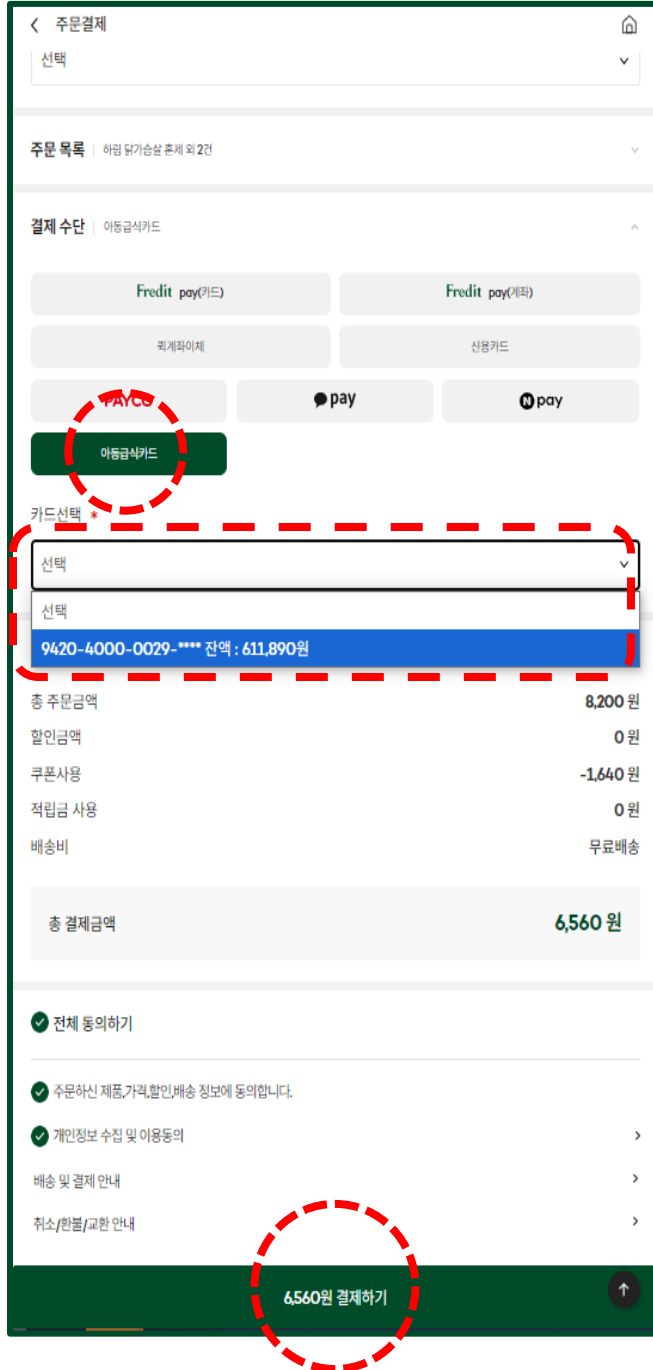 주문결제
선택
주문 목록 | 하림 닭가슴살 훈제 외 2건
결제 수단 | 아동급식카드
Fredit pay(카드) Fredit pay(계좌)
퀵계좌이체 신용카드
PAYCO pay N pay
아동급식카드
카드선택 *
선택
선택
9420-4000-0029-**** 잔액 : 611,890원
총 주문금액 8,200 원
할인금액 0 원
쿠폰사용 -1,640 원
적립금 사용 0 원
배송비 무료배송
총 결제금액 6,560 원
전체 동의하기
주문하신 제품,가격,할인,배송 정보에 동의합니다.
개인정보 수집 및 이용동의
배송 및 결제 안내
취소/환불/교환 안내
6,560원 결제하기